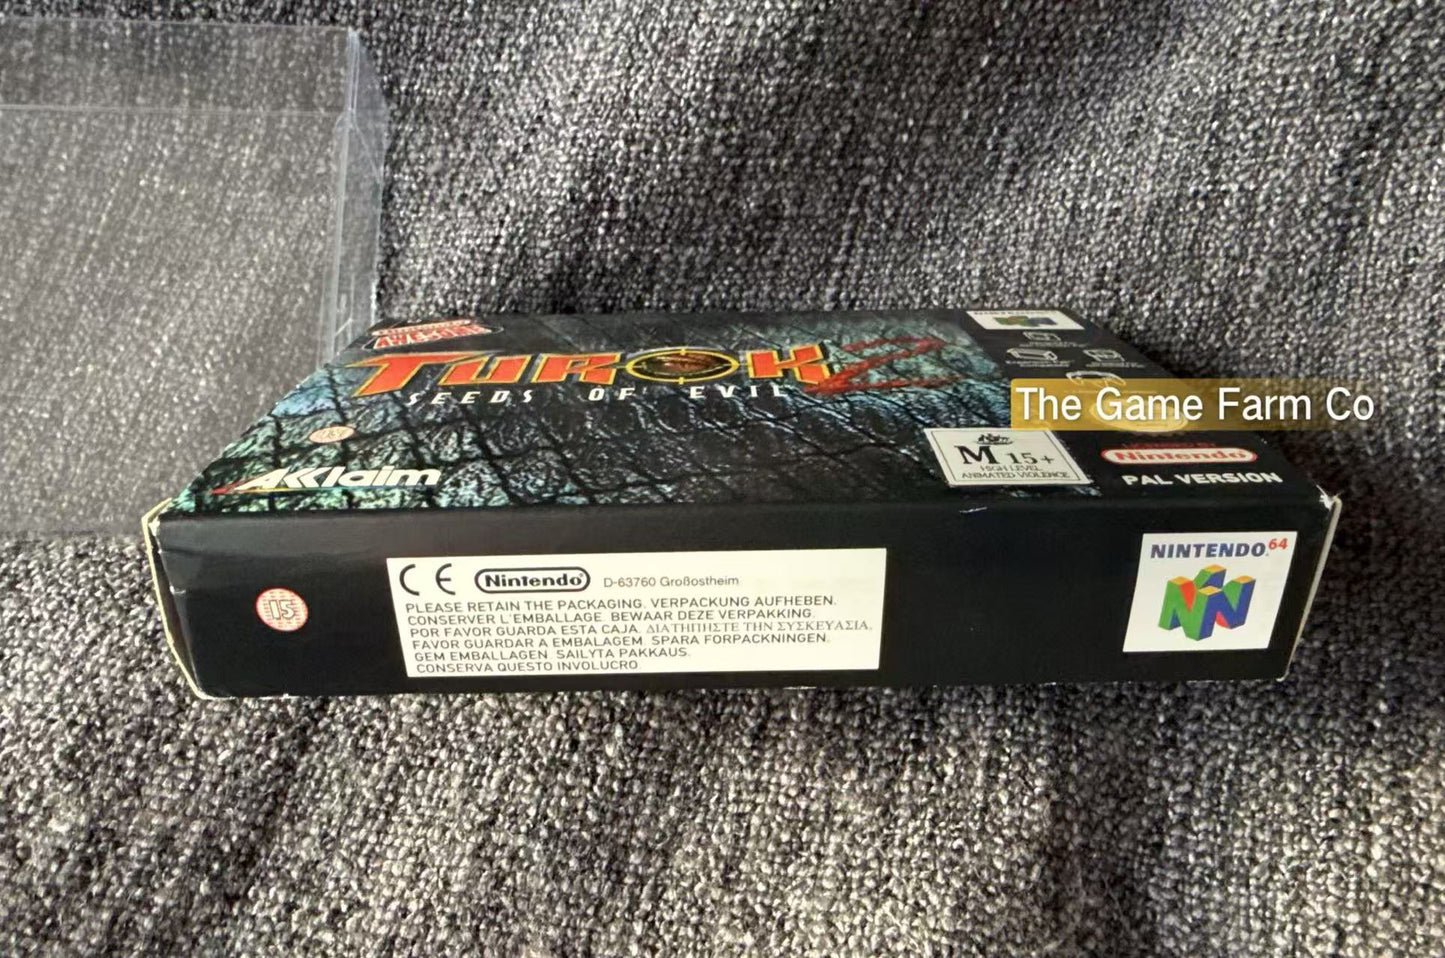 AWESOME
TUROK 2
SEEDS OF EVIL
The Game Farm Co
M 15+
HIGH LEVEL
ANIMATED VIOLENCE
Nintendo
PAL VERSION
AKKlaim
15
CE Nintendo D-63760 Großostheim
PLEASE RETAIN THE PACKAGING. VERPACKUNG AUFHEBEN.
CONSERVER L'EMBALLAGE. BEWAAR DEZE VERPAKKING.
POR FAVOR GUARDA ESTA CAJA. ΔΙΑΤΗΠΗΣΤΕ ΤΗΝ ΣΥΣΚΕΥΑΣΙΑ.
FAVOR GUARDAR A EMBALAGEM. SPARA FORPACKNINGEN.
GEM EMBALLAGEN. SAILYTA PAKKAUS.
CONSERVA QUESTO INVOLUCRO.
NINTENDO 64